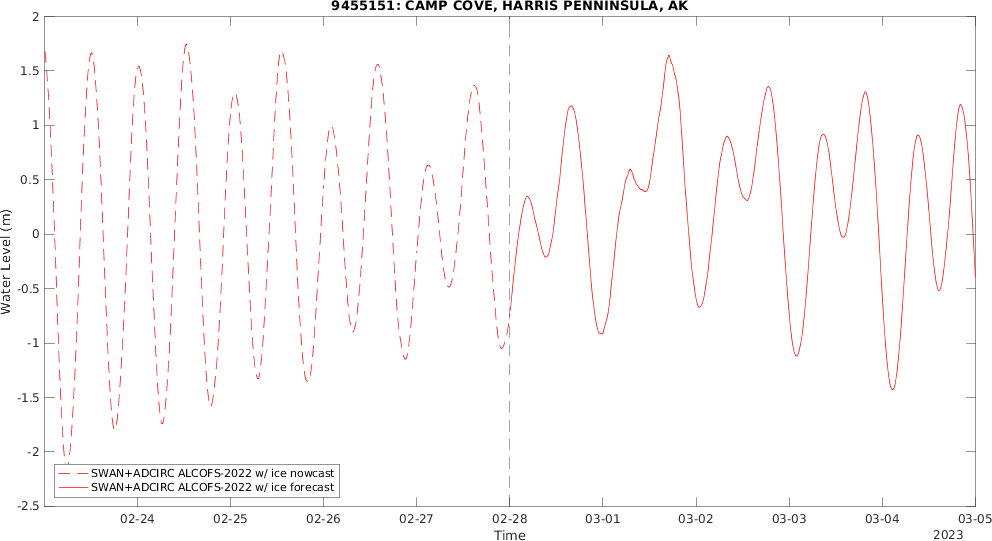 9455151: CAMP COVE, HARRIS PENNINSULA, AK
2
1.5
1
0.5
0
-0.5
-1
-1.5
-2
-2.5
Water Level (m)
SWAN+ADCIRC ALCOFS-2022 w/ ice nowcast
SWAN+ADCIRC ALCOFS-2022 w/ ice forecast
02-24 02-25 02-26 02-27 02-28 03-01 03-02 03-03 03-04 03-05
Time
2023